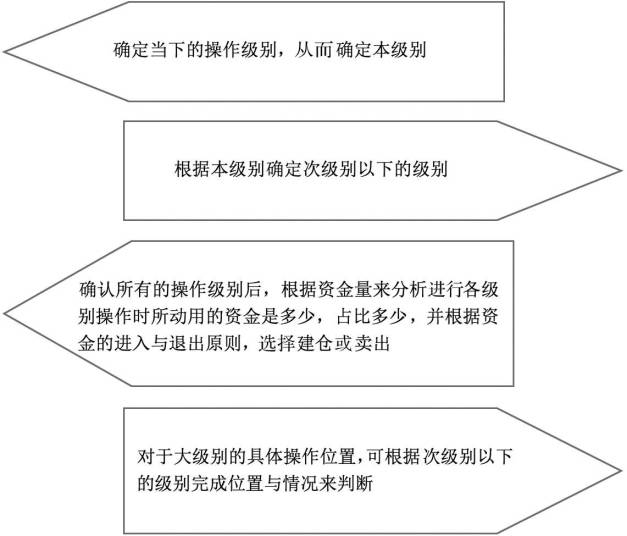 确定当下的操作级别，从而确定本级别
根据本级别确定次级别以下的级别
确认所有的操作级别后，根据资金量来分析进行各级
别操作时所动用的资金是多少，占比多少，并根据资
金的进入与退出原则，选择建仓或卖出
对于大级别的具体操作位置，可根据次级别以下
的级别完成位置与情况来判断